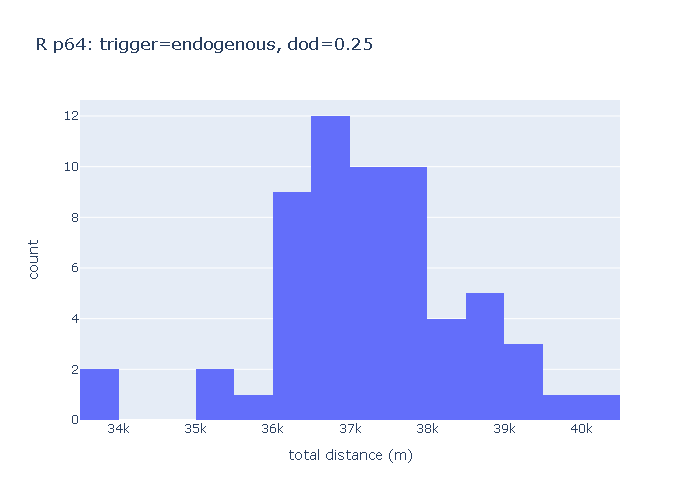 R p64: trigger=endogenous, dod=0.25
12
10
8
6
4
2
0
count
34k
35k
36k
37k
38k
39k
40k
total distance (m)